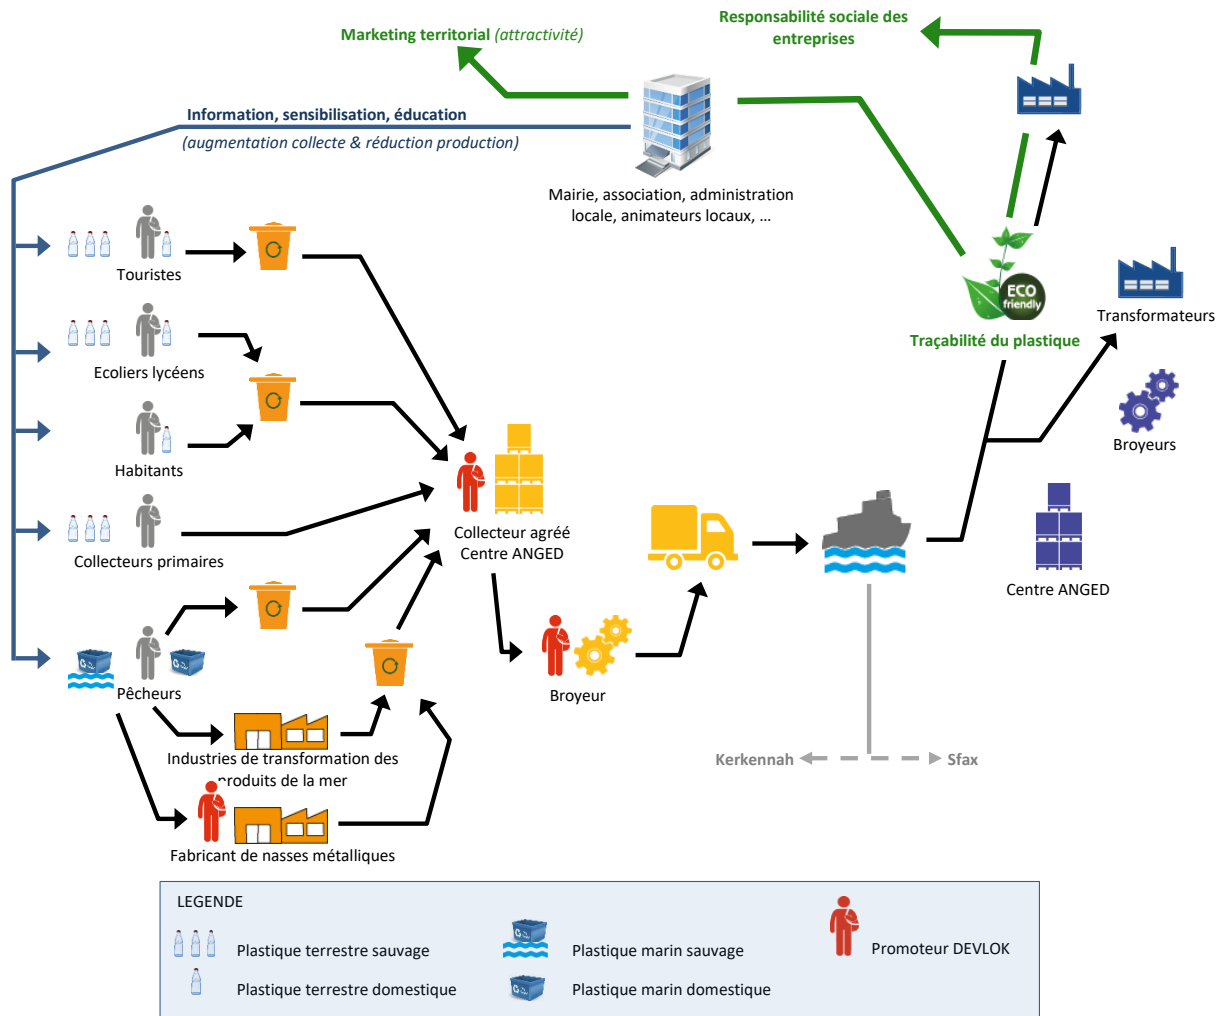 Responsabilité sociale des
entreprises
Marketing territorial (attractivité)
Information, sensibilisation, éducation
(augmentation collecte & réduction production)
Mairie, association, administration
locale, animateurs locaux, ...
Touristes
ECO
friendly
Transformateurs
Traçabilité du plastique
Ecoliers lycéens
Broyeurs
Habitants
Collecteur agréé
Centre ANGED
Collecteurs primaires
Centre ANGED
Pêcheurs
Broyeur
Industries de transformation des
produits de la mer
Kerkennah
Sfax
Fabricant de nasses métalliques
LEGENDE
Plastique terrestre sauvage
Plastique marin sauvage
Promoteur DEVLOK
Plastique terrestre domestique
Plastique marin domestique